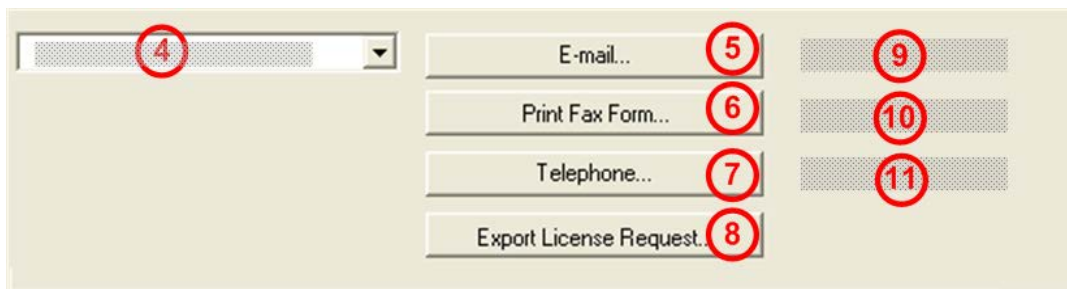 4
E-mail... 5 9
Print Fax Form... 6 10
Telephone... 7 11
Export License Request.. 8